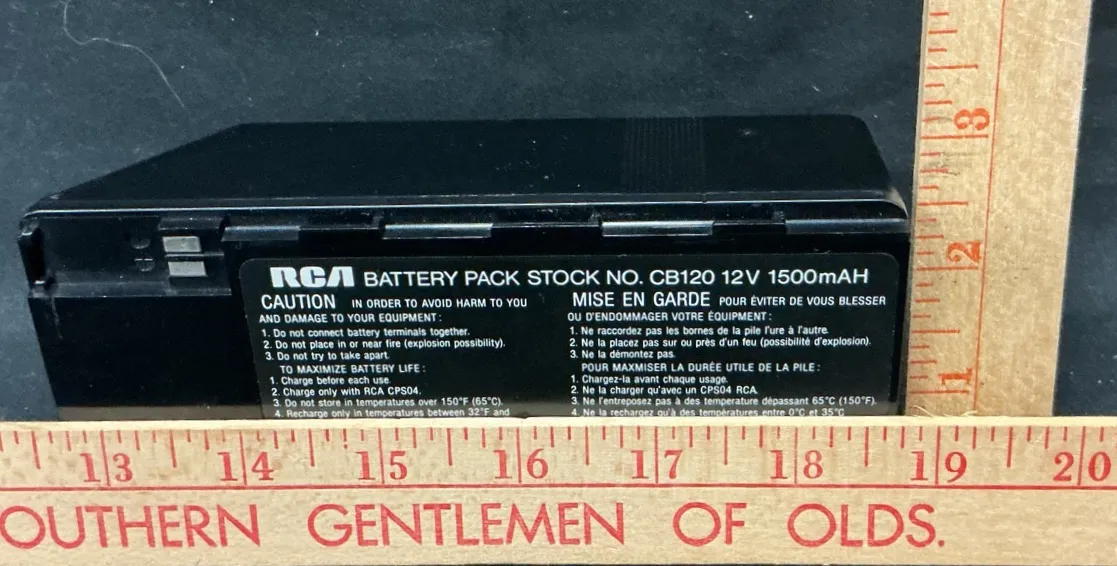 RCA BATTERY PACK STOCK NO. CB120 12V 1500mAH
CAUTION IN ORDER TO AVOID HARM TO YOU
AND DAMAGE TO YOUR EQUIPMENT:
1. Do not connect battery terminals together.
2. Do not place in or near fire (explosion possibility).
3. Do not try to take apart.
TO MAXIMIZE BATTERY LIFE:
1. Charge before each use.
2. Charge only with RCA CPS04.
3. Do not store in temperatures over 150°F (65°C).
4. Recharge only in temperatures between 32°F and
MISE EN GARDE POUR ÉVITER DE VOUS BLESSER
OU D'ENDOMMAGER VOTRE ÉQUIPEMENT:
1. Ne raccordez pas les bornes de la pile l'ure à l'autre.
2. Ne la placez pas sur ou près d'un feu (possibilité d'explosion).
3. Ne la démontez pas.
POUR MAXMISER LA DURÉE UTILE DE LA PILE:
1. Chargez-la avant chaque usage.
2. Ne la charger qu'avec un CPS04 RCA.
3. Ne l'entreposez pas à des temperature dépassant 65°C (150°F).
4. Ne la rechargez qu'à des températures entre 0°C et 35°C
3
2
1
13 14 15 16 17 18 19 20
OUTHERN GENTLEMEN OF OLDS.